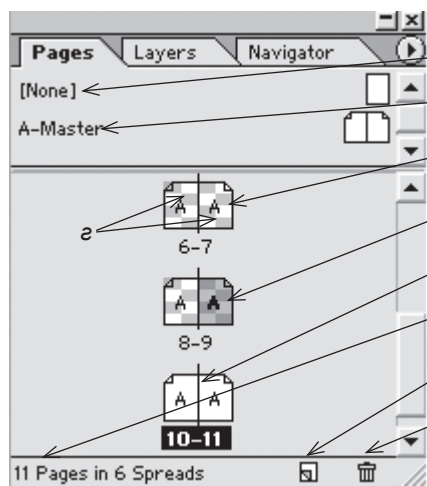 Pages Layers Navigator
[None]
A-Master
A A
s
6-7
A A
8-9
A A
10-11
11 Pages in 6 Spreads